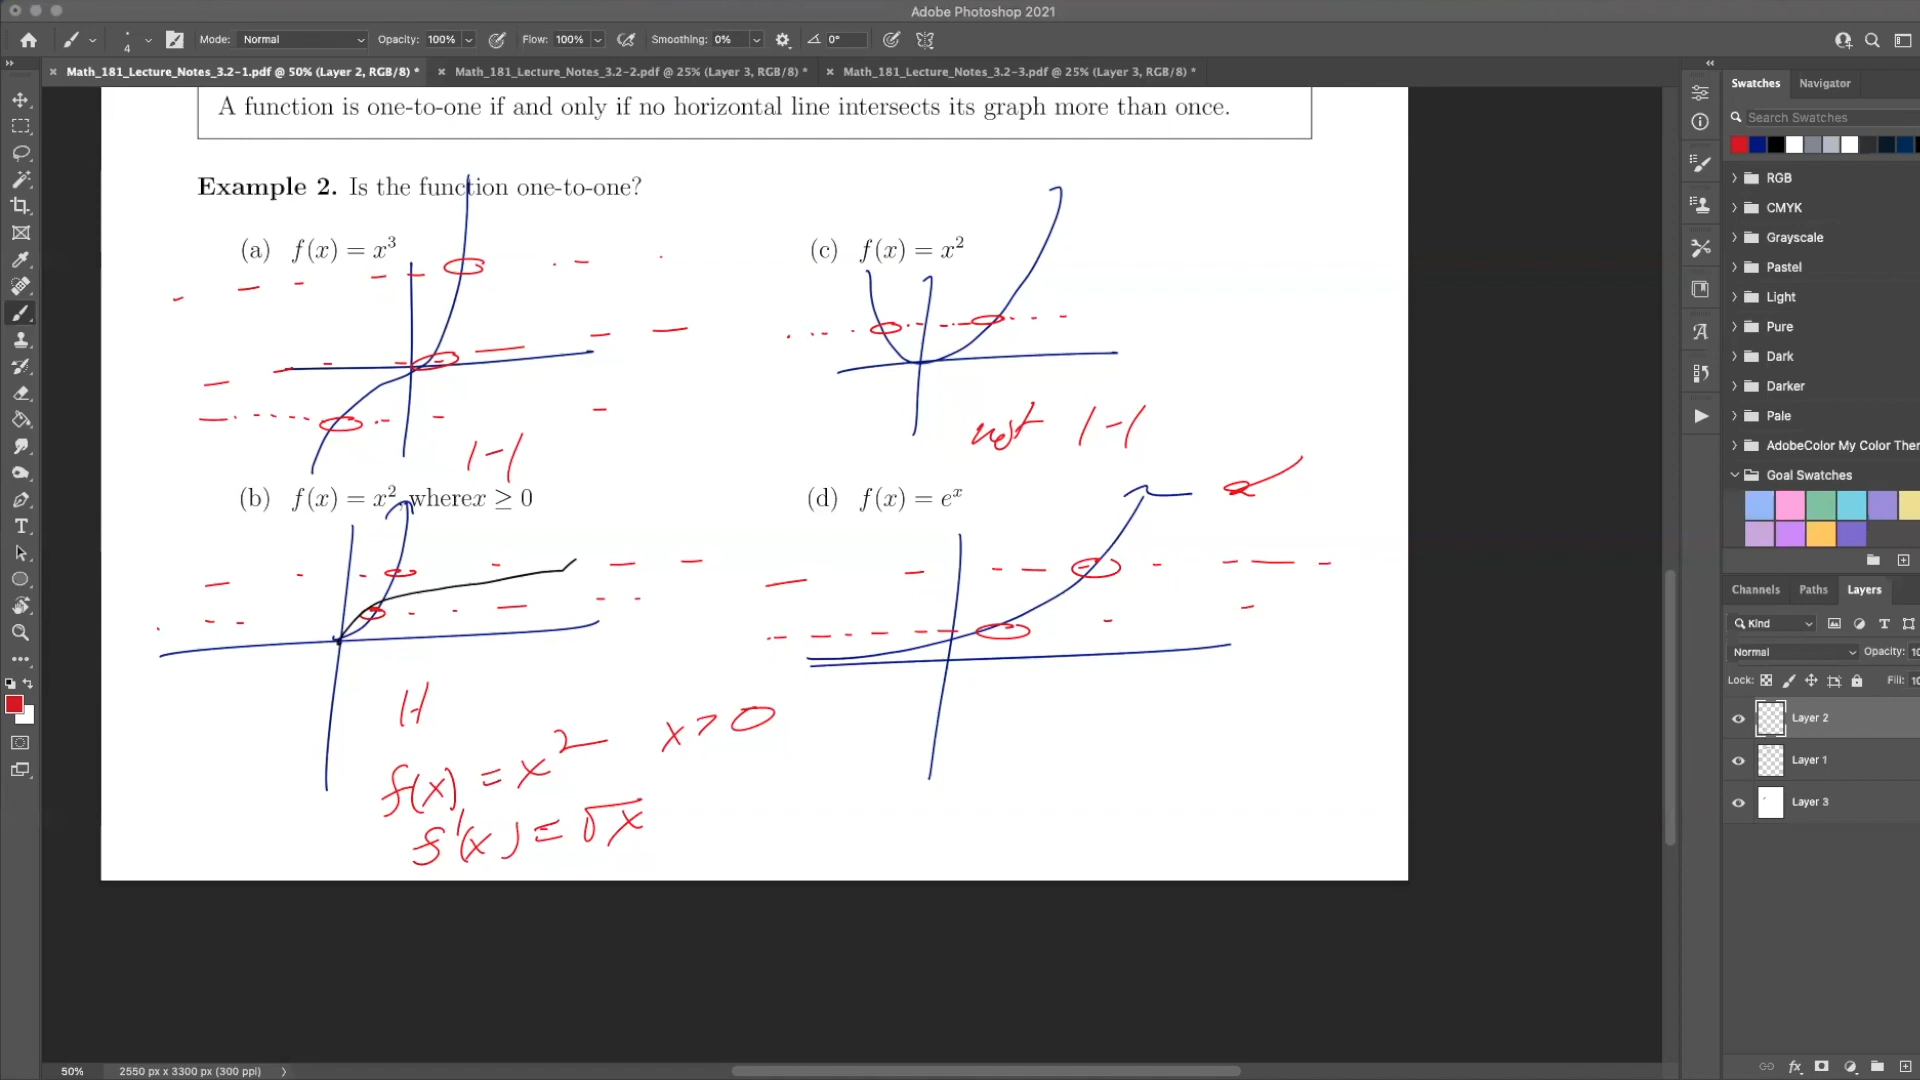 Adobe Photoshop 2021
4 Mode: Normal Opacity: 100% Flow: 100% Smoothing: 0% 0°
Math_181_Lecture_Notes_3.2-1.pdf @ 50% (Layer 2, RGB/8) * Math_181_Lecture_Notes_3.2-2.pdf @ 25% (Layer 3, RGB/8) * Math_181_Lecture_Notes_3.2-3.pdf @ 25% (Layer 3, RGB/8) *
A function is one-to-one if and only if no horizontal line intersects its graph more than once.
Example 2. Is the function one-to-one?
(a) f(x) = x³
(c) f(x) = x²
1-1
not 1-1
(b) f(x) = x², where x ≥ 0
(d) f(x) = eˣ
1-1
f(x) = x² x > 0
f'(x) = √x
Swatches Navigator
Search Swatches
RGB
CMYK
Grayscale
Pastel
Light
Pure
Dark
Darker
Pale
AdobeColor My Color Ther
Goal Swatches
Channels Paths Layers
Kind
Normal Opacity: 10
Lock: Fill: 10
Layer 2
Layer 1
Layer 3
50% 2550 px x 3300 px (300 ppi)